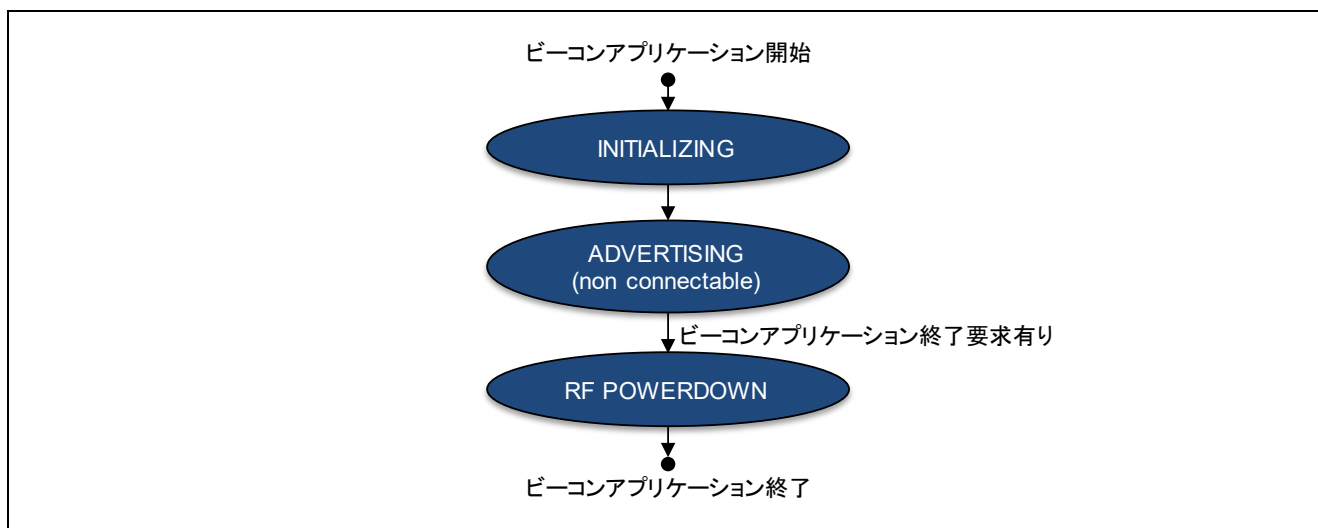 ビーコンアプリケーション開始
INITIALIZING
ADVERTISING
(non connectable)
ビーコンアプリケーション終了要求有り
RF POWERDOWN
ビーコンアプリケーション終了